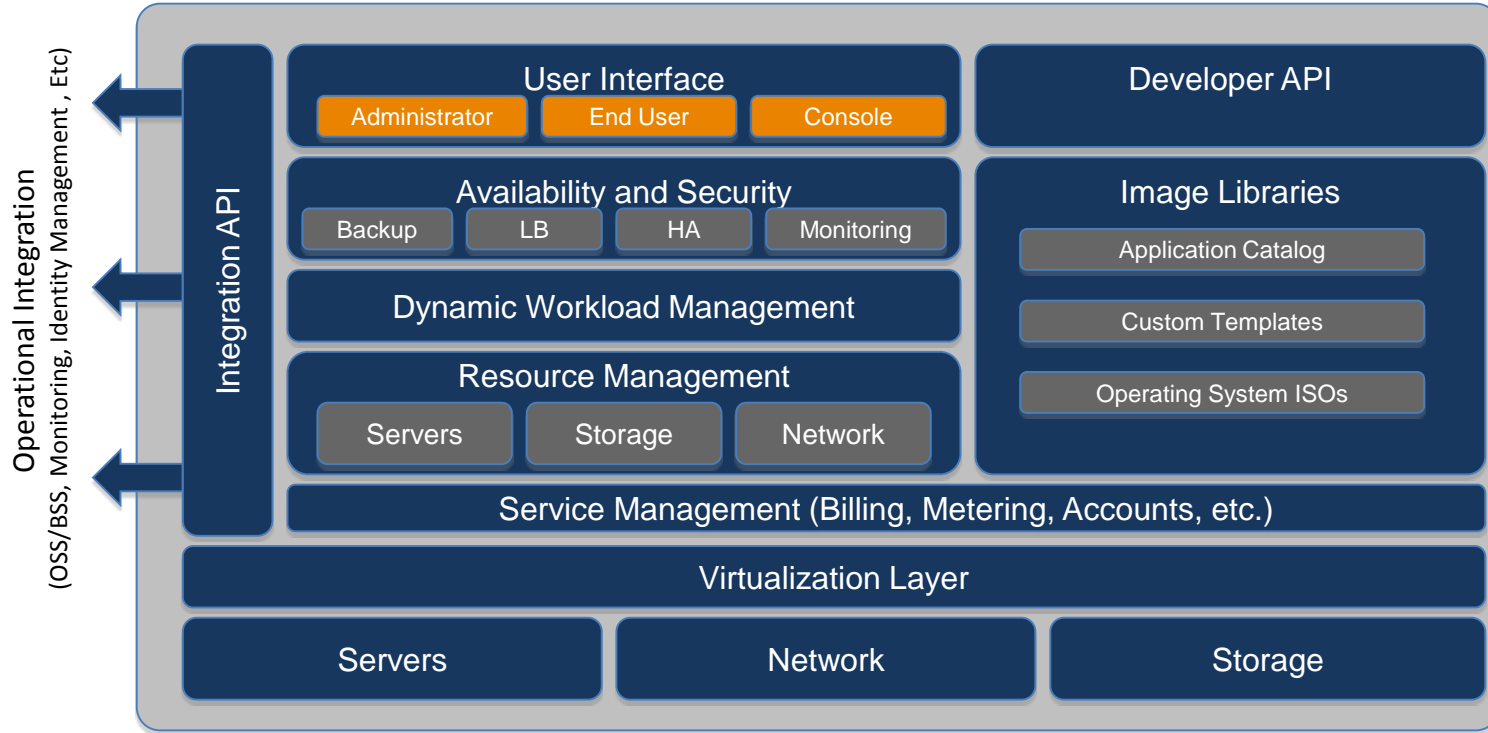 Operational Integration
(OSS/BSS, Monitoring, Identity Management , Etc)
Integration API
User Interface
Administrator
End User
Console
Developer API
Availability and Security
Backup
LB
HA
Monitoring
Image Libraries
Application Catalog
Custom Templates
Operating System ISOs
Dynamic Workload Management
Resource Management
Servers
Storage
Network
Service Management (Billing, Metering, Accounts, etc.)
Virtualization Layer
Servers
Network
Storage